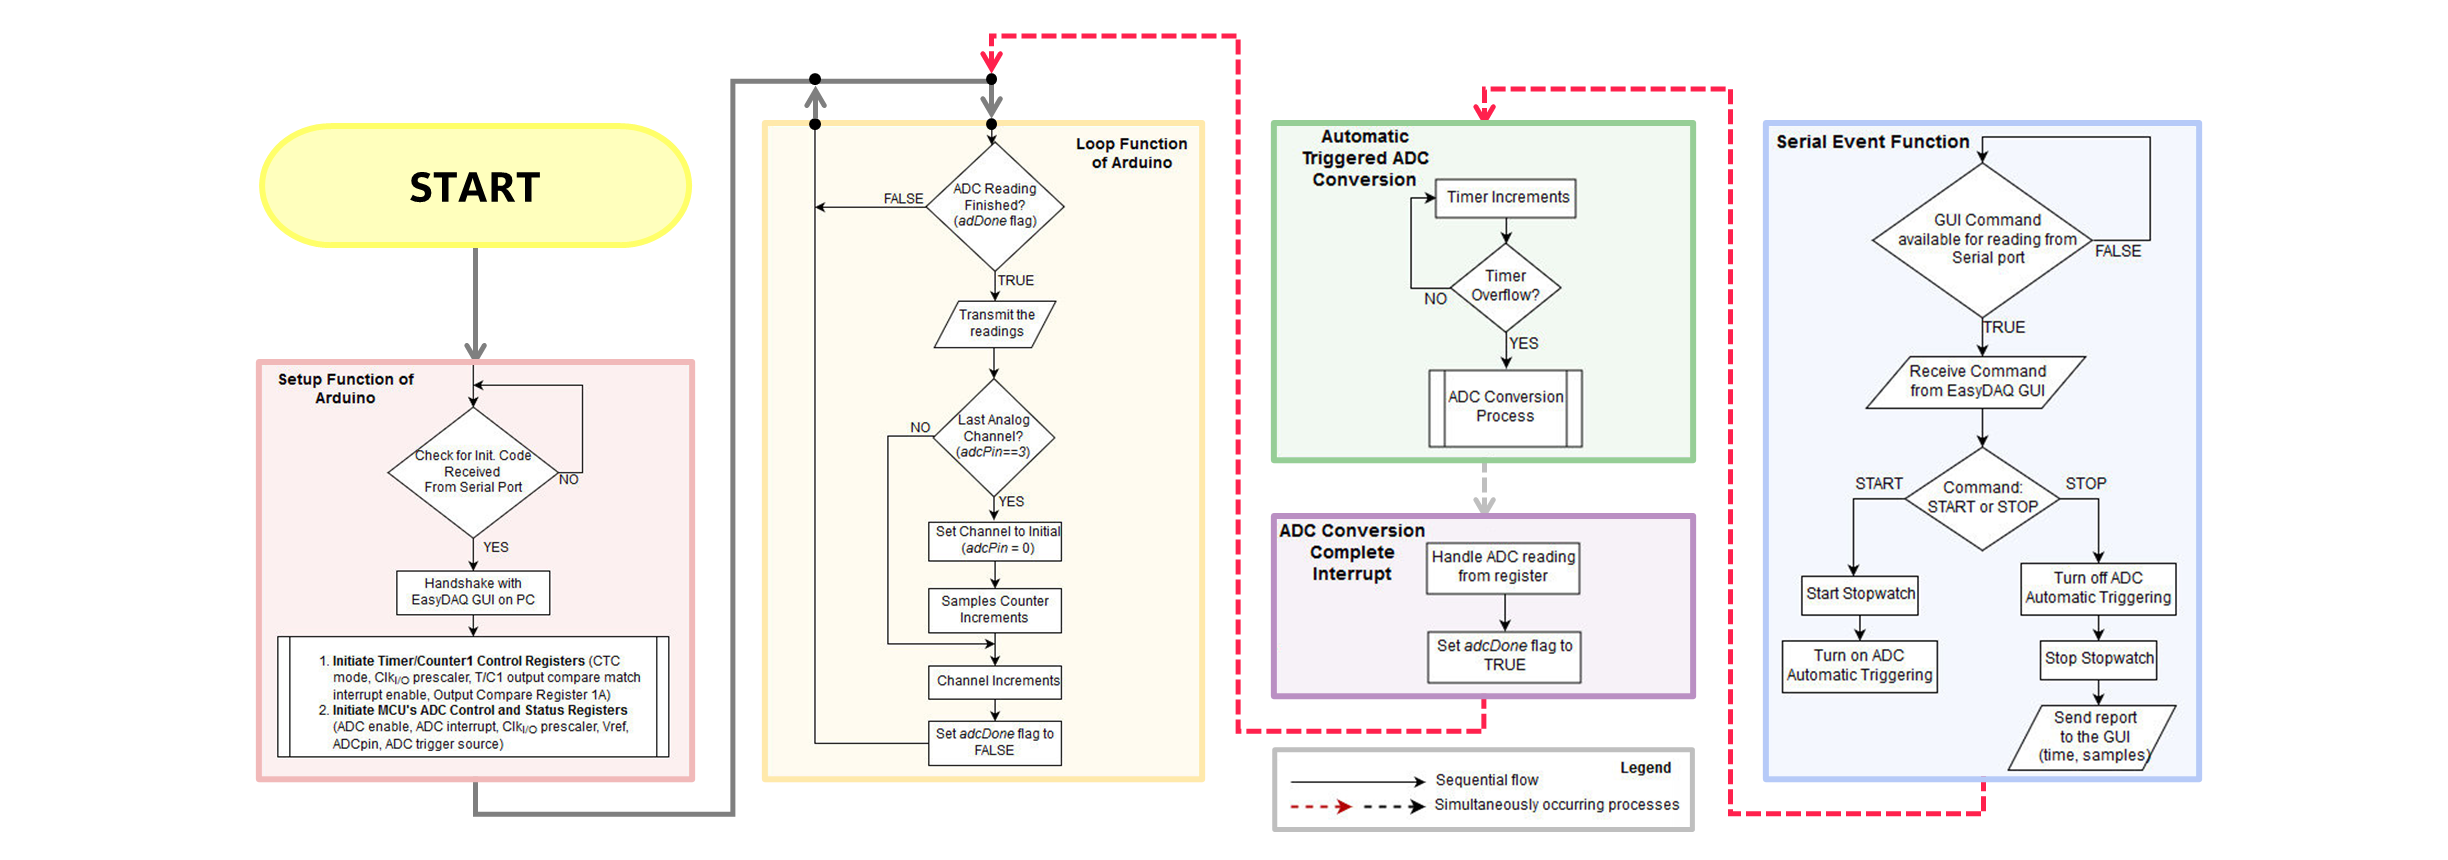 START
Setup Function of
Arduino
Check for Init. Code
Received
From Serial Port
NO
YES
Handshake with
EasyDAQ GUI on PC
1. Initiate Timer/Counter1 Control Registers (CTC
mode, ClkI/O prescaler, T/C1 output compare match
interrupt enable, Output Compare Register 1A)
2. Initiate MCU's ADC Control and Status Registers
(ADC enable, ADC interrupt, ClkI/O prescaler, Vref,
ADCpin, ADC trigger source)
Loop Function
of Arduino
ADC Reading
Finished?
(adDone flag)
FALSE
TRUE
Transmit the
readings
Last Analog
Channel?
(adcPin==3)
NO
YES
Set Channel to Initial
(adcPin = 0)
Samples Counter
Increments
Channel Increments
Set adcDone flag to
FALSE
Automatic
Triggered ADC
Conversion
Timer Increments
Timer
Overflow?
NO
YES
ADC Conversion
Process
ADC Conversion
Complete
Interrupt
Handle ADC reading
from register
Set adcDone flag to
TRUE
Legend
Sequential flow
Simultaneously occurring processes
Serial Event Function
GUI Command
available for reading from
Serial port
FALSE
TRUE
Receive Command
from EasyDAQ GUI
Command:
START or STOP
START
STOP
Start Stopwatch
Turn on ADC
Automatic Triggering
Turn off ADC
Automatic Triggering
Stop Stopwatch
Send report
to the GUI
(time, samples)